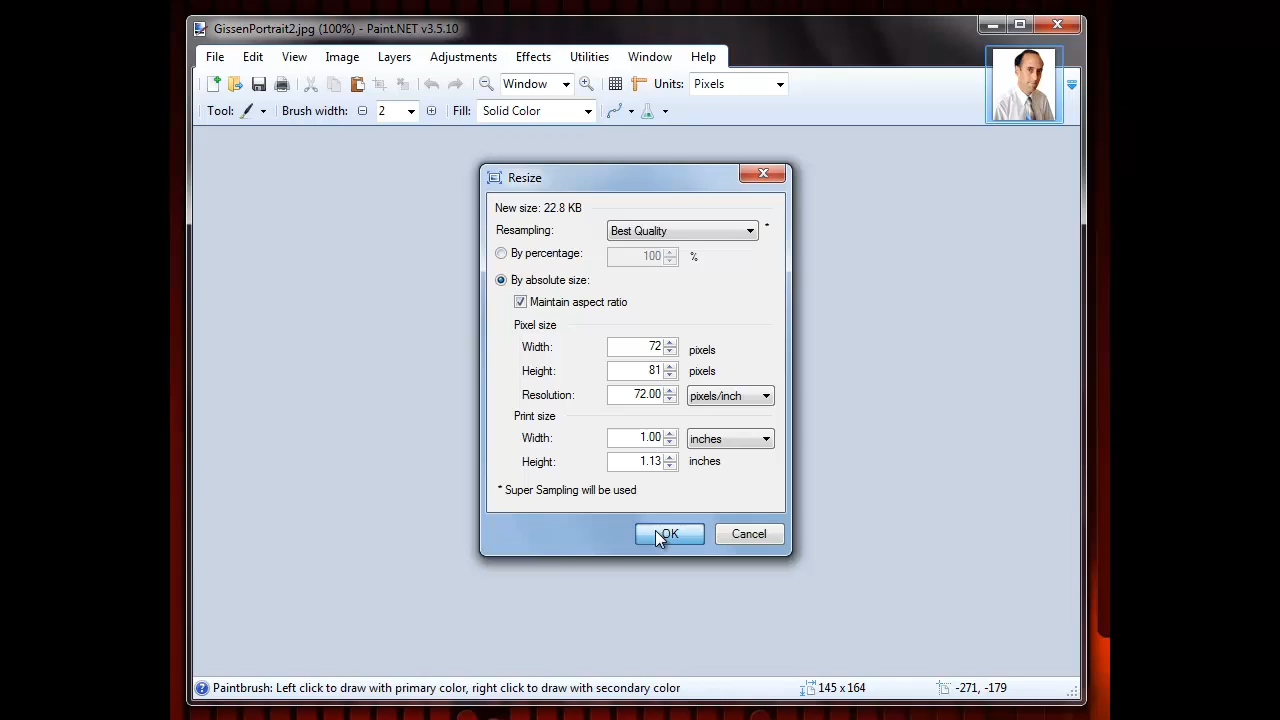 GissenPortrait2.jpg (100%) - Paint.NET v3.5.10
File Edit View Image Layers Adjustments Effects Utilities Window Help
Window Units: Pixels
Tool: Brush width: 2 Fill: Solid Color
Resize
New size: 22.8 KB
Resampling: Best Quality *
By percentage: 100 %
By absolute size:
Maintain aspect ratio
Pixel size
Width: 72 pixels
Height: 81 pixels
Resolution: 72.00 pixels/inch
Print size
Width: 1.00 inches
Height: 1.13 inches
* Super Sampling will be used
OK Cancel
Paintbrush: Left click to draw with primary color, right click to draw with secondary color 145 x 164 -271, -179